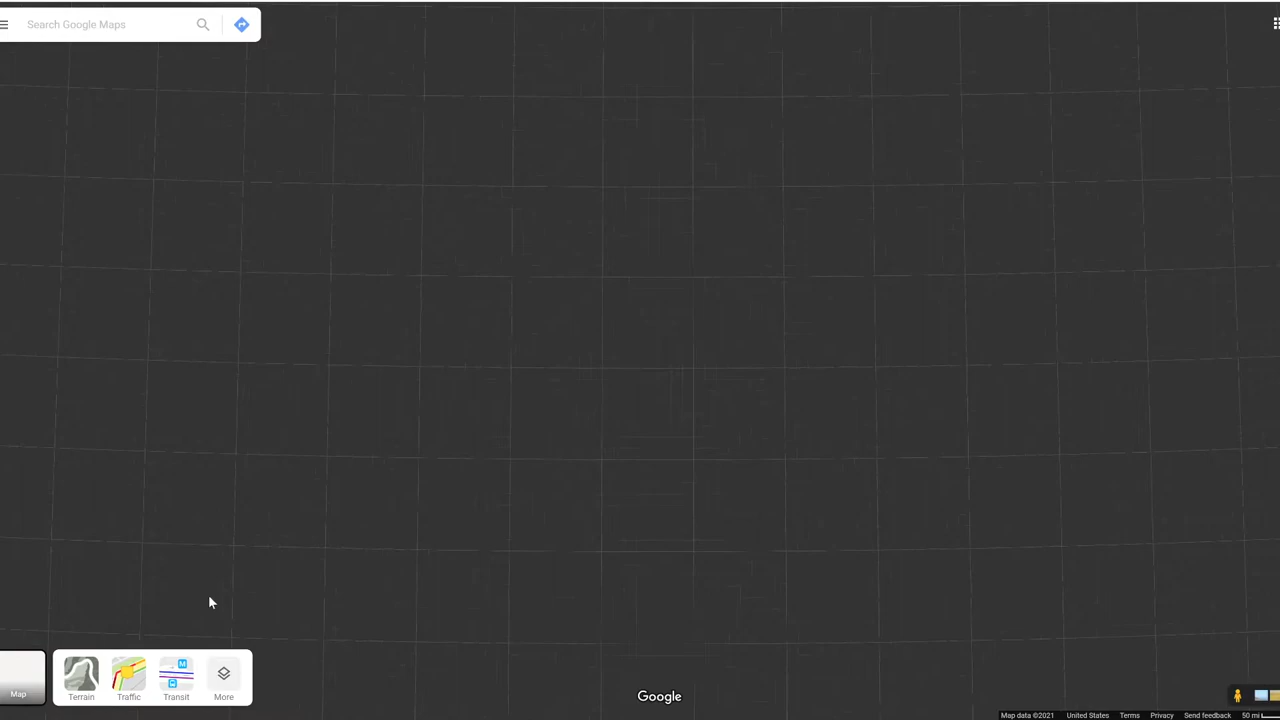 Search Google Maps
Map
Terrain
Traffic
Transit
More
Google
Map data ©2021 United States Terms Privacy Send feedback 50 mi